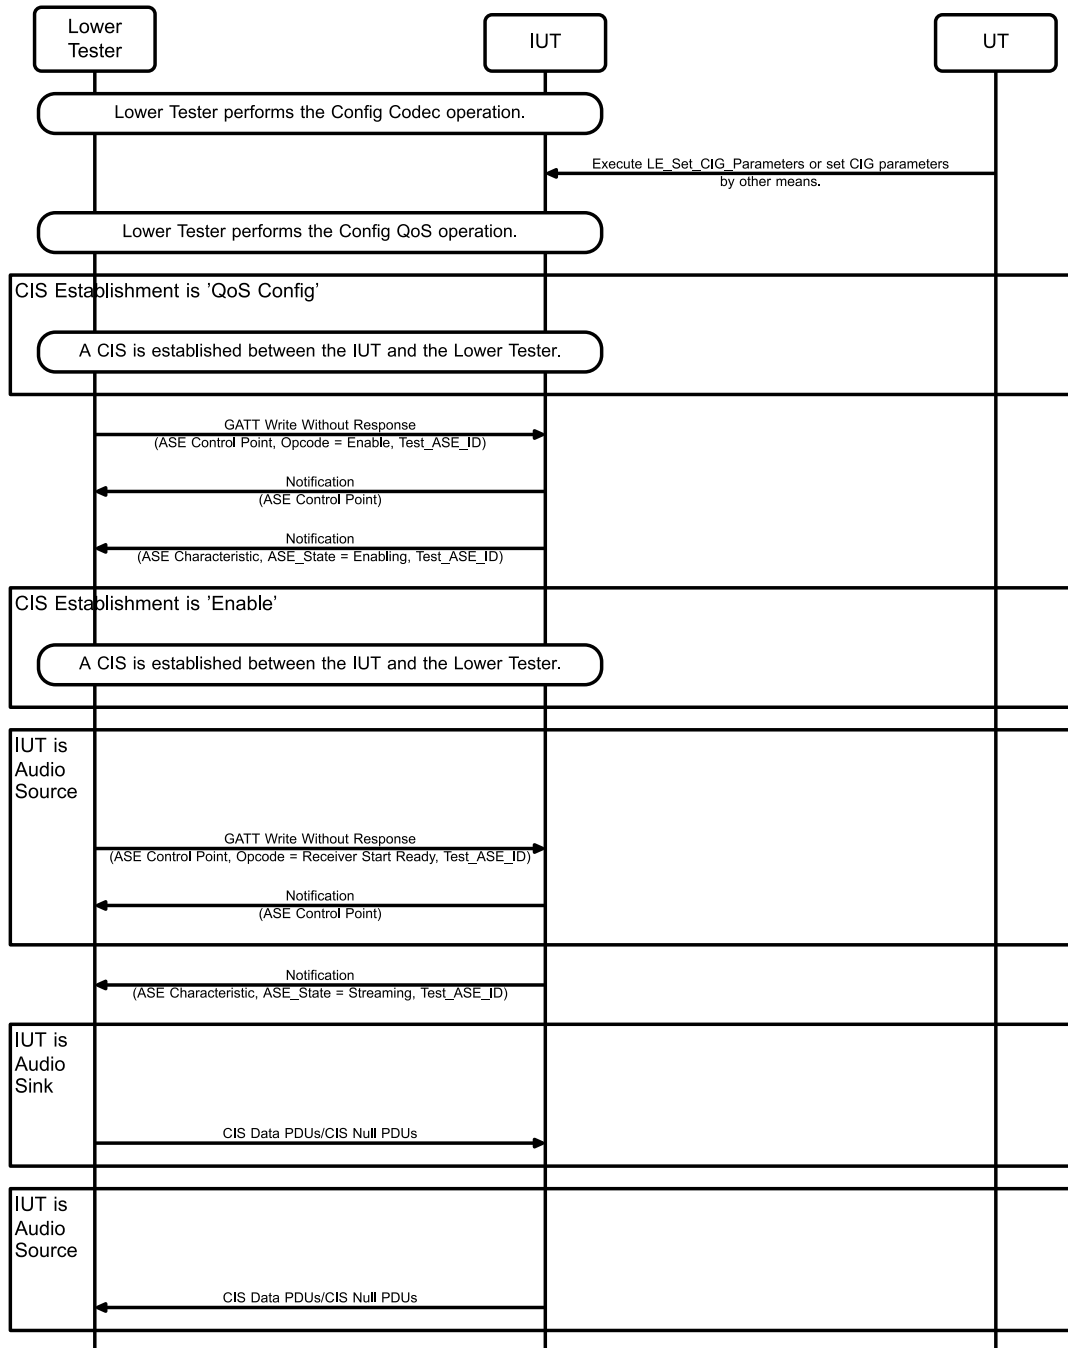 Lower
Tester
IUT
UT
Lower Tester performs the Config Codec operation.
Execute LE_Set_CIG_Parameters or set CIG parameters
by other means.
Lower Tester performs the Config QoS operation.
CIS Establishment is 'QoS Config'
A CIS is established between the IUT and the Lower Tester.
GATT Write Without Response
(ASE Control Point, Opcode = Enable, Test_ASE_ID)
Notification
(ASE Control Point)
Notification
(ASE Characteristic, ASE_State = Enabling, Test_ASE_ID)
CIS Establishment is 'Enable'
A CIS is established between the IUT and the Lower Tester.
IUT is
Audio
Source
GATT Write Without Response
(ASE Control Point, Opcode = Receiver Start Ready, Test_ASE_ID)
Notification
(ASE Control Point)
Notification
(ASE Characteristic, ASE_State = Streaming, Test_ASE_ID)
IUT is
Audio
Sink
CIS Data PDUs/CIS Null PDUs
IUT is
Audio
Source
CIS Data PDUs/CIS Null PDUs